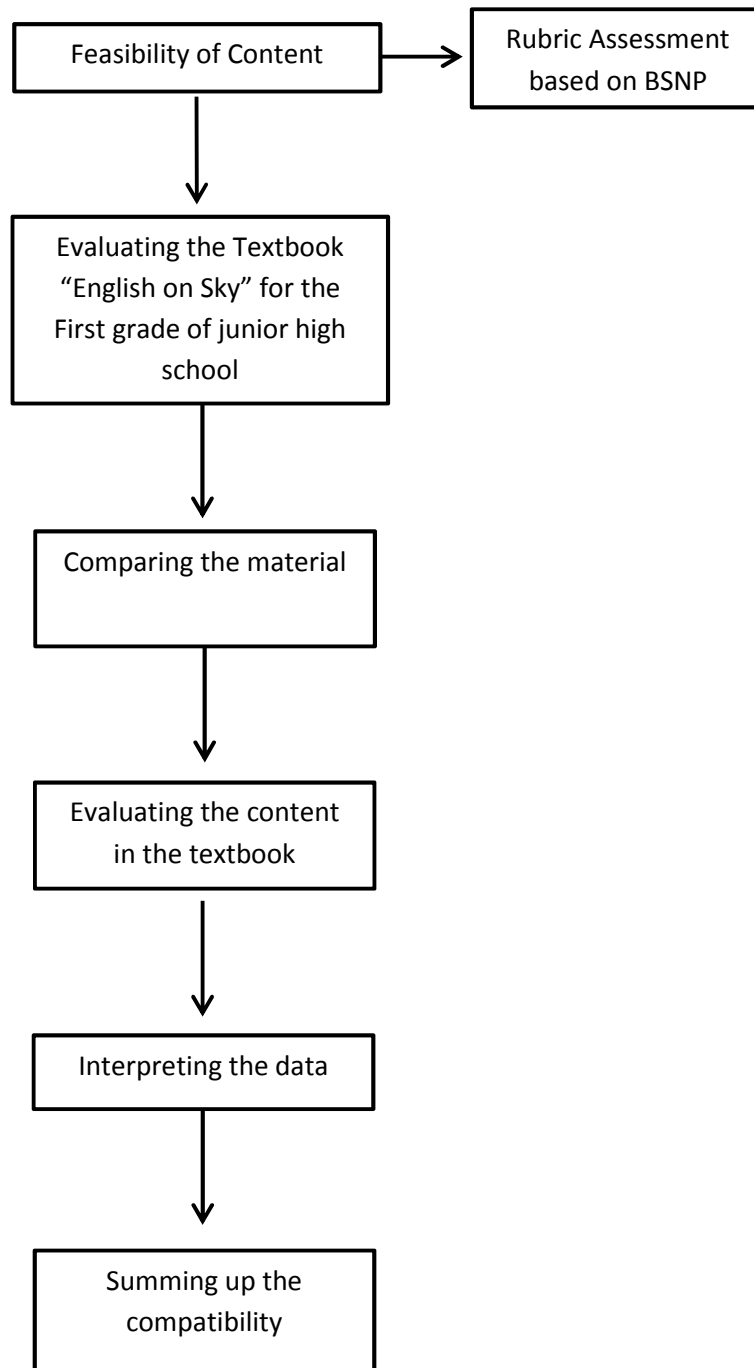 Feasibility of Content
Rubric Assessment
based on BSNP
Evaluating the Textbook
“English on Sky” for the
First grade of junior high
school
Comparing the material
Evaluating the content
in the textbook
Interpreting the data
Summing up the
compatibility